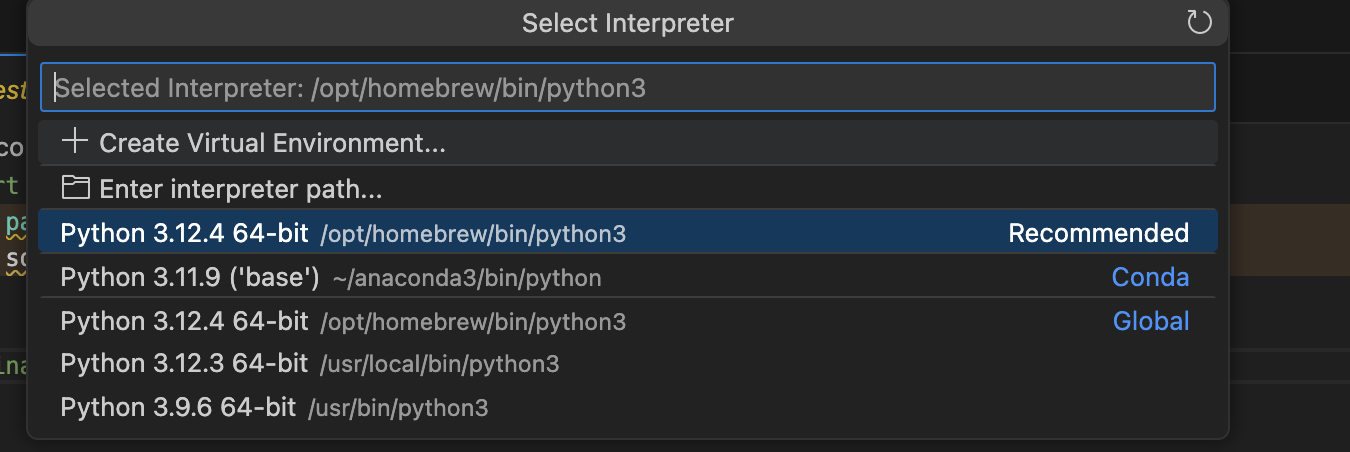 Select Interpreter
Selected Interpreter: /opt/homebrew/bin/python3
Create Virtual Environment...
Enter interpreter path...
Python 3.12.4 64-bit /opt/homebrew/bin/python3 Recommended
Python 3.11.9 ('base') ~/anaconda3/bin/python Conda
Python 3.12.4 64-bit /opt/homebrew/bin/python3 Global
Python 3.12.3 64-bit /usr/local/bin/python3
Python 3.9.6 64-bit /usr/bin/python3